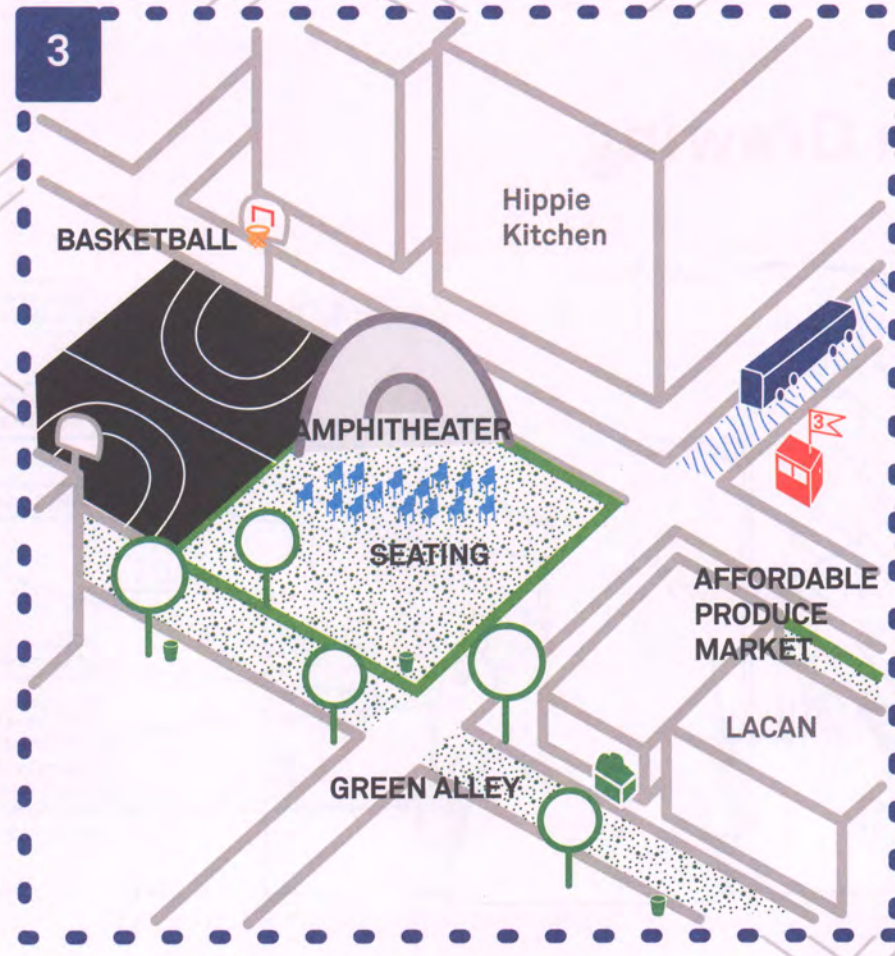 3
Hippie
Kitchen
BASKETBALL
3
AMPHITHEATER
SEATING
AFFORDABLE
PRODUCE
MARKET
LACAN
GREEN ALLEY